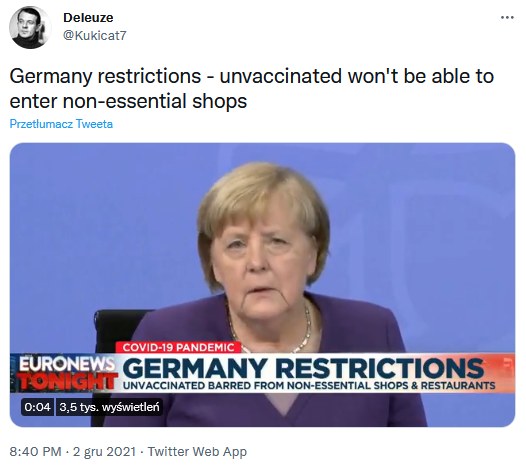 Deleuze
@Kukicat7
Germany restrictions - unvaccinated won't be able to
enter non-essential shops
Przetłumacz Tweeta
COVID-19 PANDEMIC
EURONEWS
TONIGHT
GERMANY RESTRICTIONS
UNVACCINATED BARRED FROM NON-ESSENTIAL SHOPS & RESTAURANTS
0:04 3,5 tys. wyświetleń
8:40 PM · 2 gru 2021 · Twitter Web App